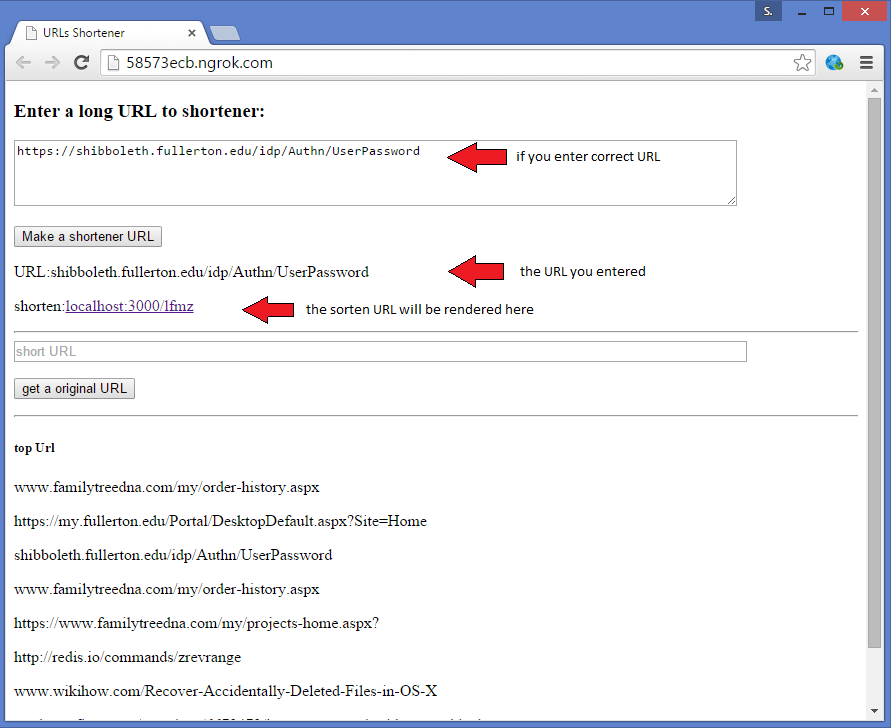 S.
URLs Shortener
58573ecb.ngrok.com
Enter a long URL to shortener:
https://shibboleth.fullerton.edu/idp/Authn/UserPassword
if you enter correct URL
Make a shortener URL
URL:shibboleth.fullerton.edu/idp/Authn/UserPassword
the URL you entered
shorten:localhost:3000/lfmz
the sorten URL will be rendered here
short URL
get a original URL
top Url
www.familytreedna.com/my/order-history.aspx
https://my.fullerton.edu/Portal/DesktopDefault.aspx?Site=Home
shibboleth.fullerton.edu/idp/Authn/UserPassword
www.familytreedna.com/my/order-history.aspx
https://www.familytreedna.com/my/projects-home.aspx?
http://redis.io/commands/zrevrange
www.wikihow.com/Recover-Accidentally-Deleted-Files-in-OS-X